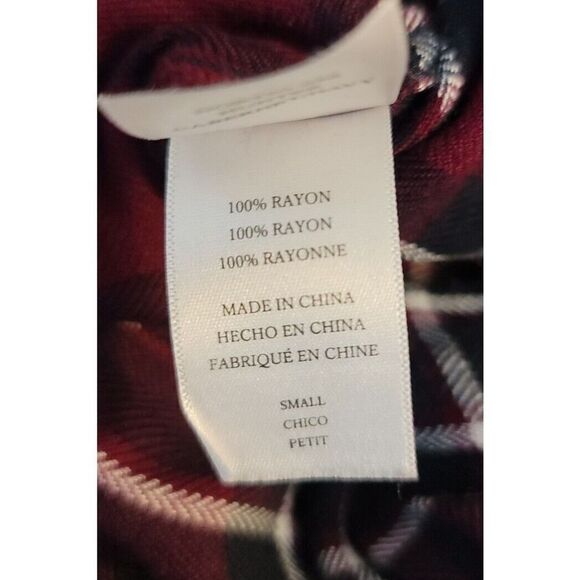 100% RAYON
100% RAYON
100% RAYONNE
MADE IN CHINA
HECHO EN CHINA
FABRIQUÉ EN CHINE
SMALL
CHICO
PETIT